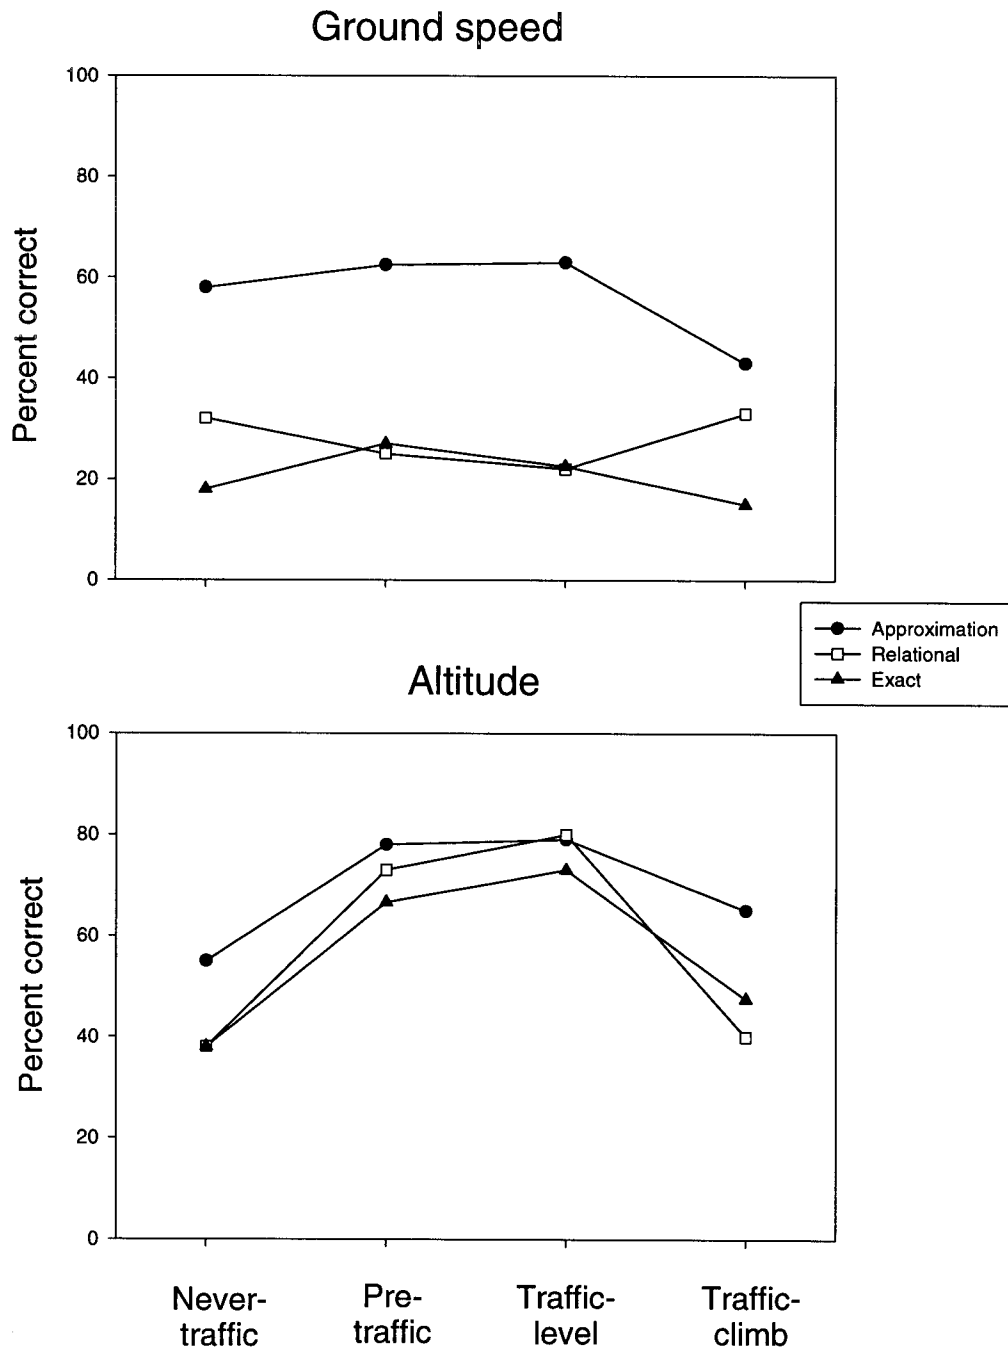 Ground speed
100
80
60
40
20
0
Percent correct
Approximation
Relational
Exact
Altitude
100
80
60
40
20
0
Percent correct
Never-
traffic
Pre-
traffic
Traffic-
level
Traffic-
climb